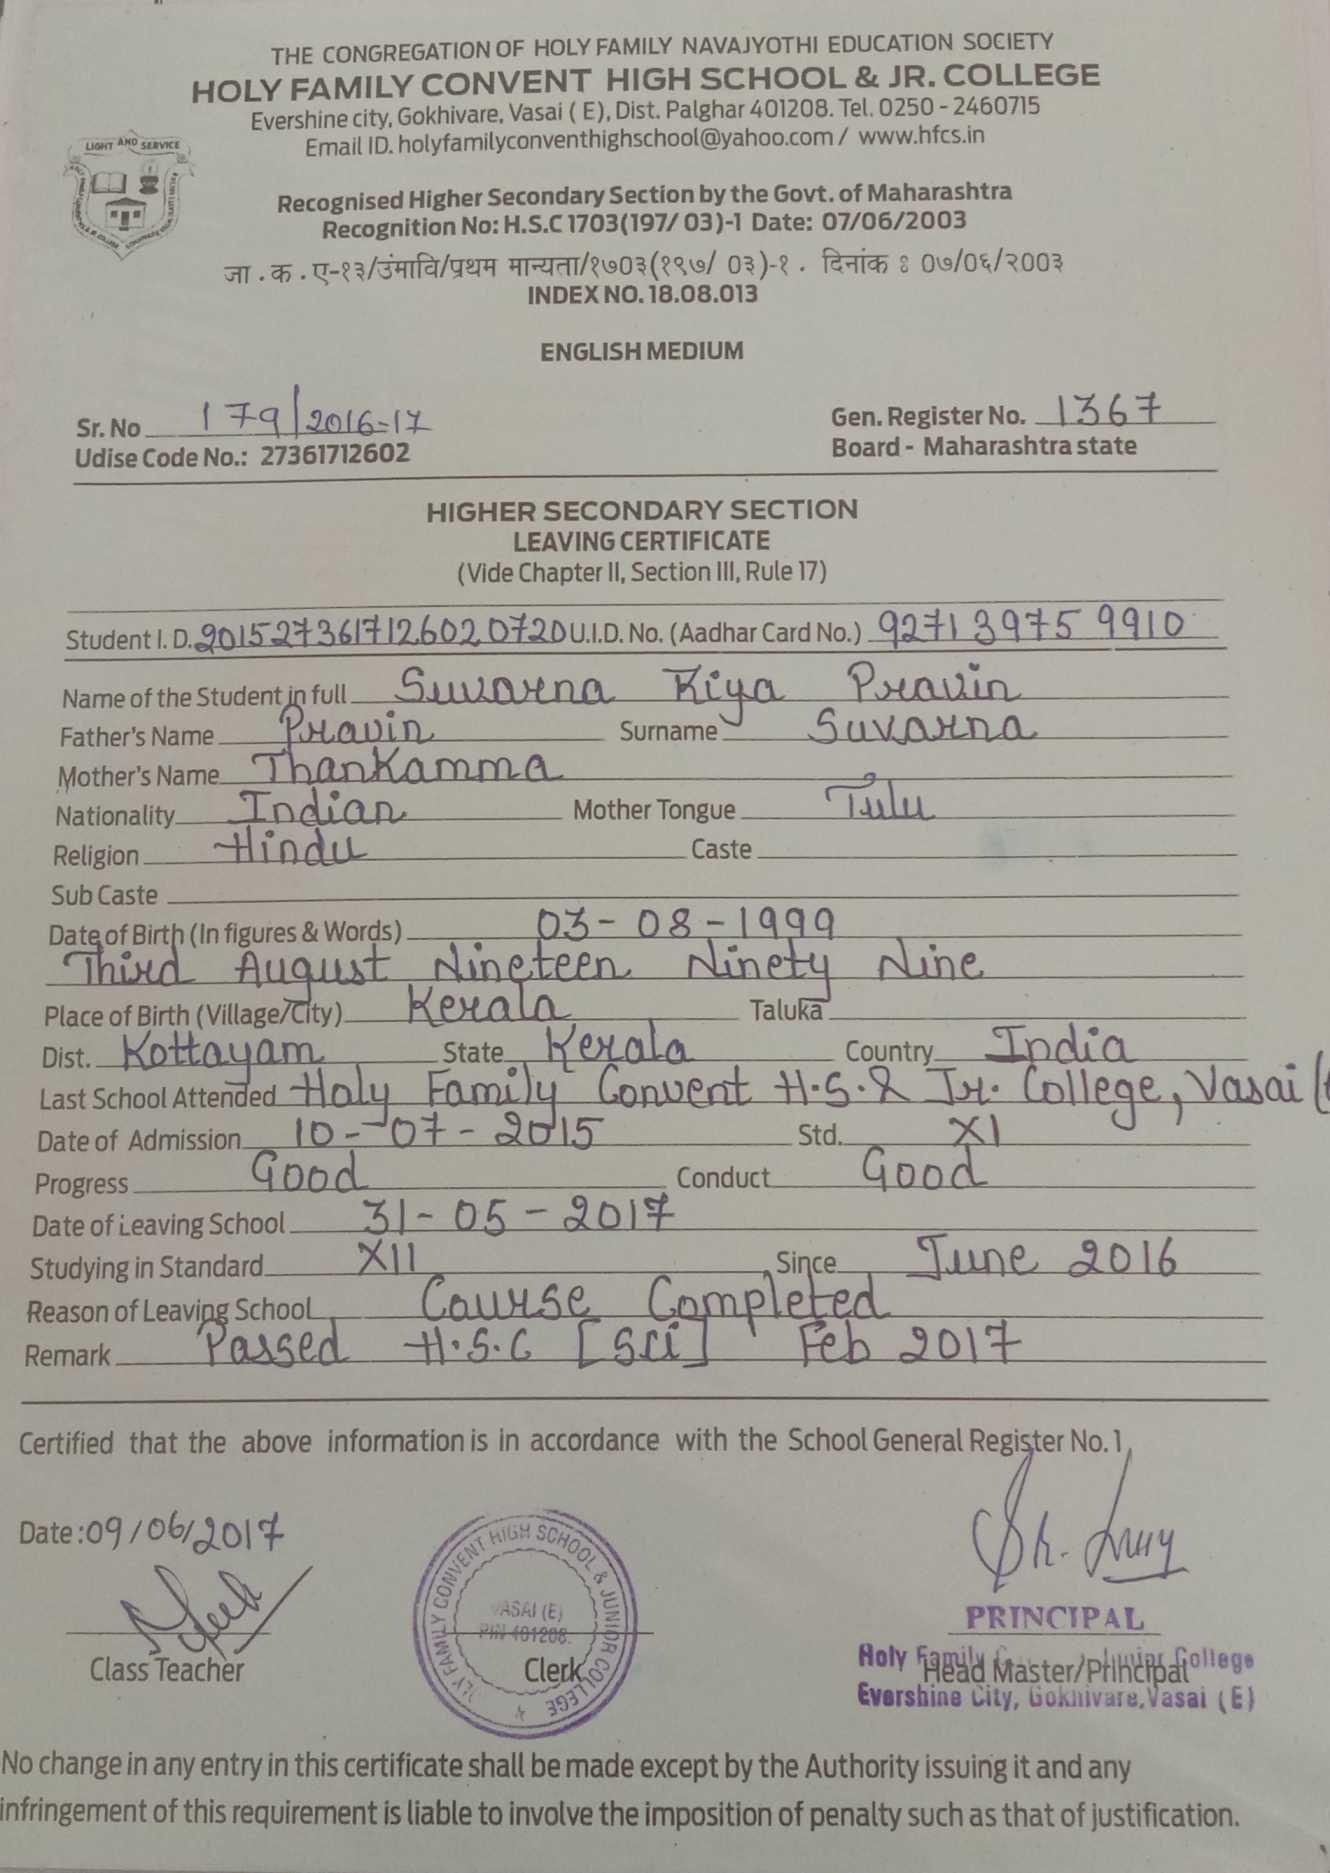 THE CONGREGATION OF HOLY FAMILY NAVAJYOTHI EDUCATION SOCIETY
HOLY FAMILY CONVENT HIGH SCHOOL & JR. COLLEGE
Evershine city, Gokhivare, Vasai ( E), Dist. Palghar 401208. Tel. 0250 - 2460715
Email ID. holyfamilyconventhighschool@yahoo.com / www.hfcs.in
LIGHT AND SERVICE
Recognised Higher Secondary Section by the Govt. of Maharashtra
Recognition No: H.S.C 1703(197/ 03)-1 Date: 07/06/2003
जा . क . ए-१३/उंमावि/प्रथम मान्यता/१७०३(१९७/ ०३)-१ . दिनांक : ०७/०६/२००३
INDEX NO. 18.08.013
ENGLISH MEDIUM
Sr. No 179/2016-17 Gen. Register No. 1367
Udise Code No.: 27361712602 Board - Maharashtra state
HIGHER SECONDARY SECTION
LEAVING CERTIFICATE
(Vide Chapter II, Section III, Rule 17)
Student I. D. 2015273617126020720 U.I.D. No. (Aadhar Card No.) 9271 3975 9910
Name of the Student in full Suvarna Riya Pravin
Father's Name Pravin Surname Suvarna
Mother's Name Thankamma
Nationality Indian Mother Tongue Tulu
Religion Hindu Caste
Sub Caste
Date of Birth (In figures & Words) 03-08-1999
Third August Nineteen Ninety Nine
Place of Birth (Village/City) Kerala Taluka
Dist. Kottayam State Kerala Country India
Last School Attended Holy Family Convent H.S. & Jr. College, Vasai (
Date of Admission 10-07-2015 Std. XI
Progress Good Conduct Good
Date of Leaving School 31-05-2017
Studying in Standard XII Since June 2016
Reason of Leaving School Course Completed
Remark Passed H.S.C [Sci] Feb 2017
Certified that the above information is in accordance with the School General Register No. 1
Date: 09/06/2017
HOLY FAMILY CONVENT HIGH SCHOOL & JUNIOR COLLEGE
VASAI (E)
PIN 401208.
PRINCIPAL
Class Teacher Clerk Head Master/Principal
Holy Family Junior College
Evershine City, Gokhivare, Vasai (E)
No change in any entry in this certificate shall be made except by the Authority issuing it and any
infringement of this requirement is liable to involve the imposition of penalty such as that of justification.